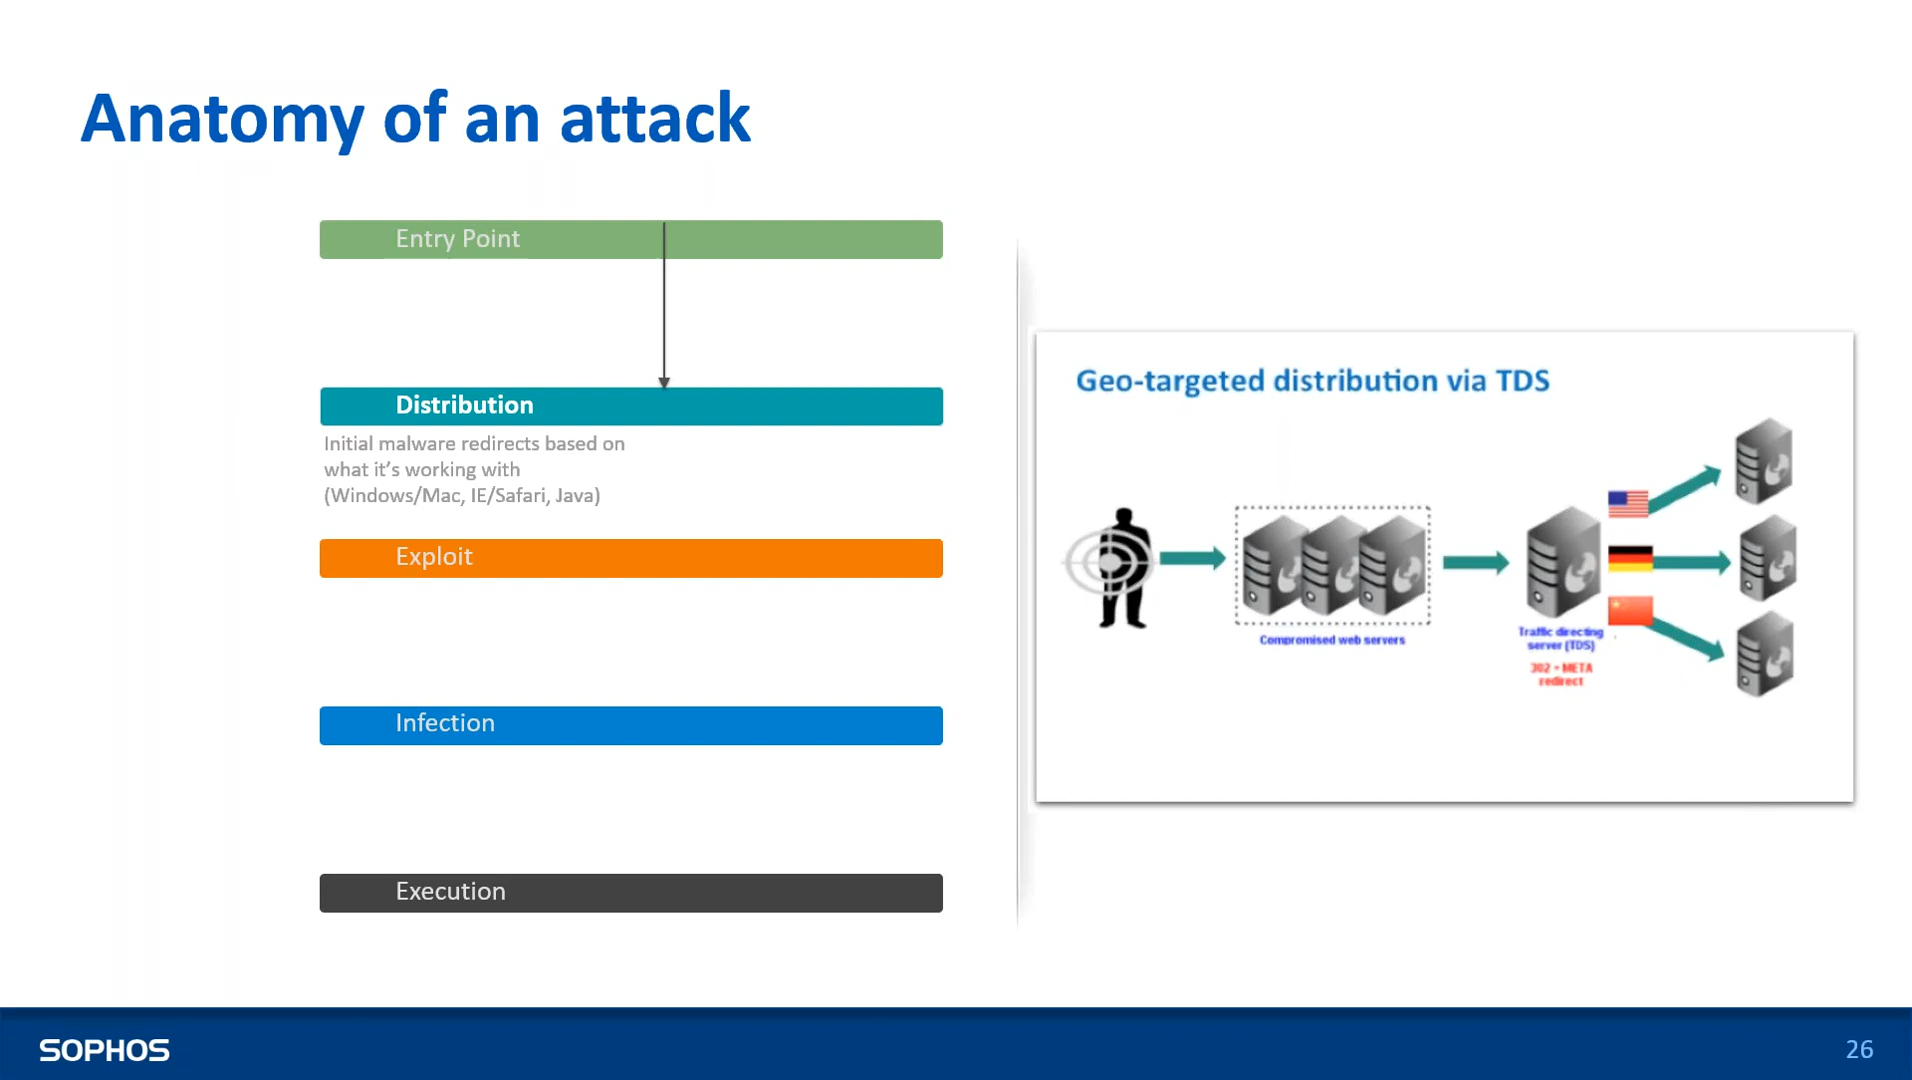 Anatomy of an attack
Entry Point
Distribution
Initial malware redirects based on
what it’s working with
(Windows/Mac, IE/Safari, Java)
Exploit
Infection
Execution
Geo-targeted distribution via TDS
Compromised web servers
Traffic directing
server (TDS)
302 + META
redirect
SOPHOS
26